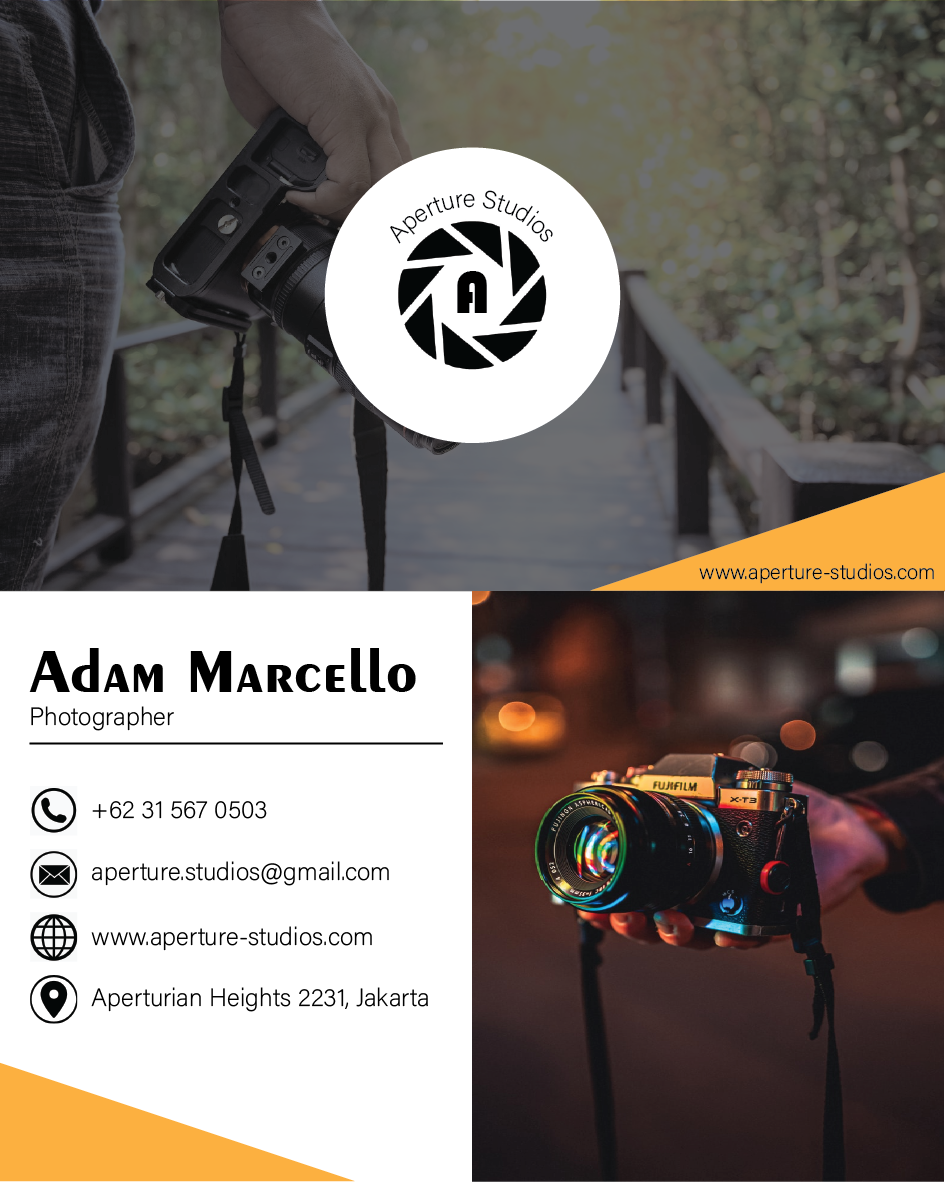 Aperture Studios
A
www.aperture-studios.com
Adam Marcello
Photographer
+62 31 567 0503
aperture.studios@gmail.com
www.aperture-studios.com
Aperturian Heights 2231, Jakarta
FUJIFILM
X-T3